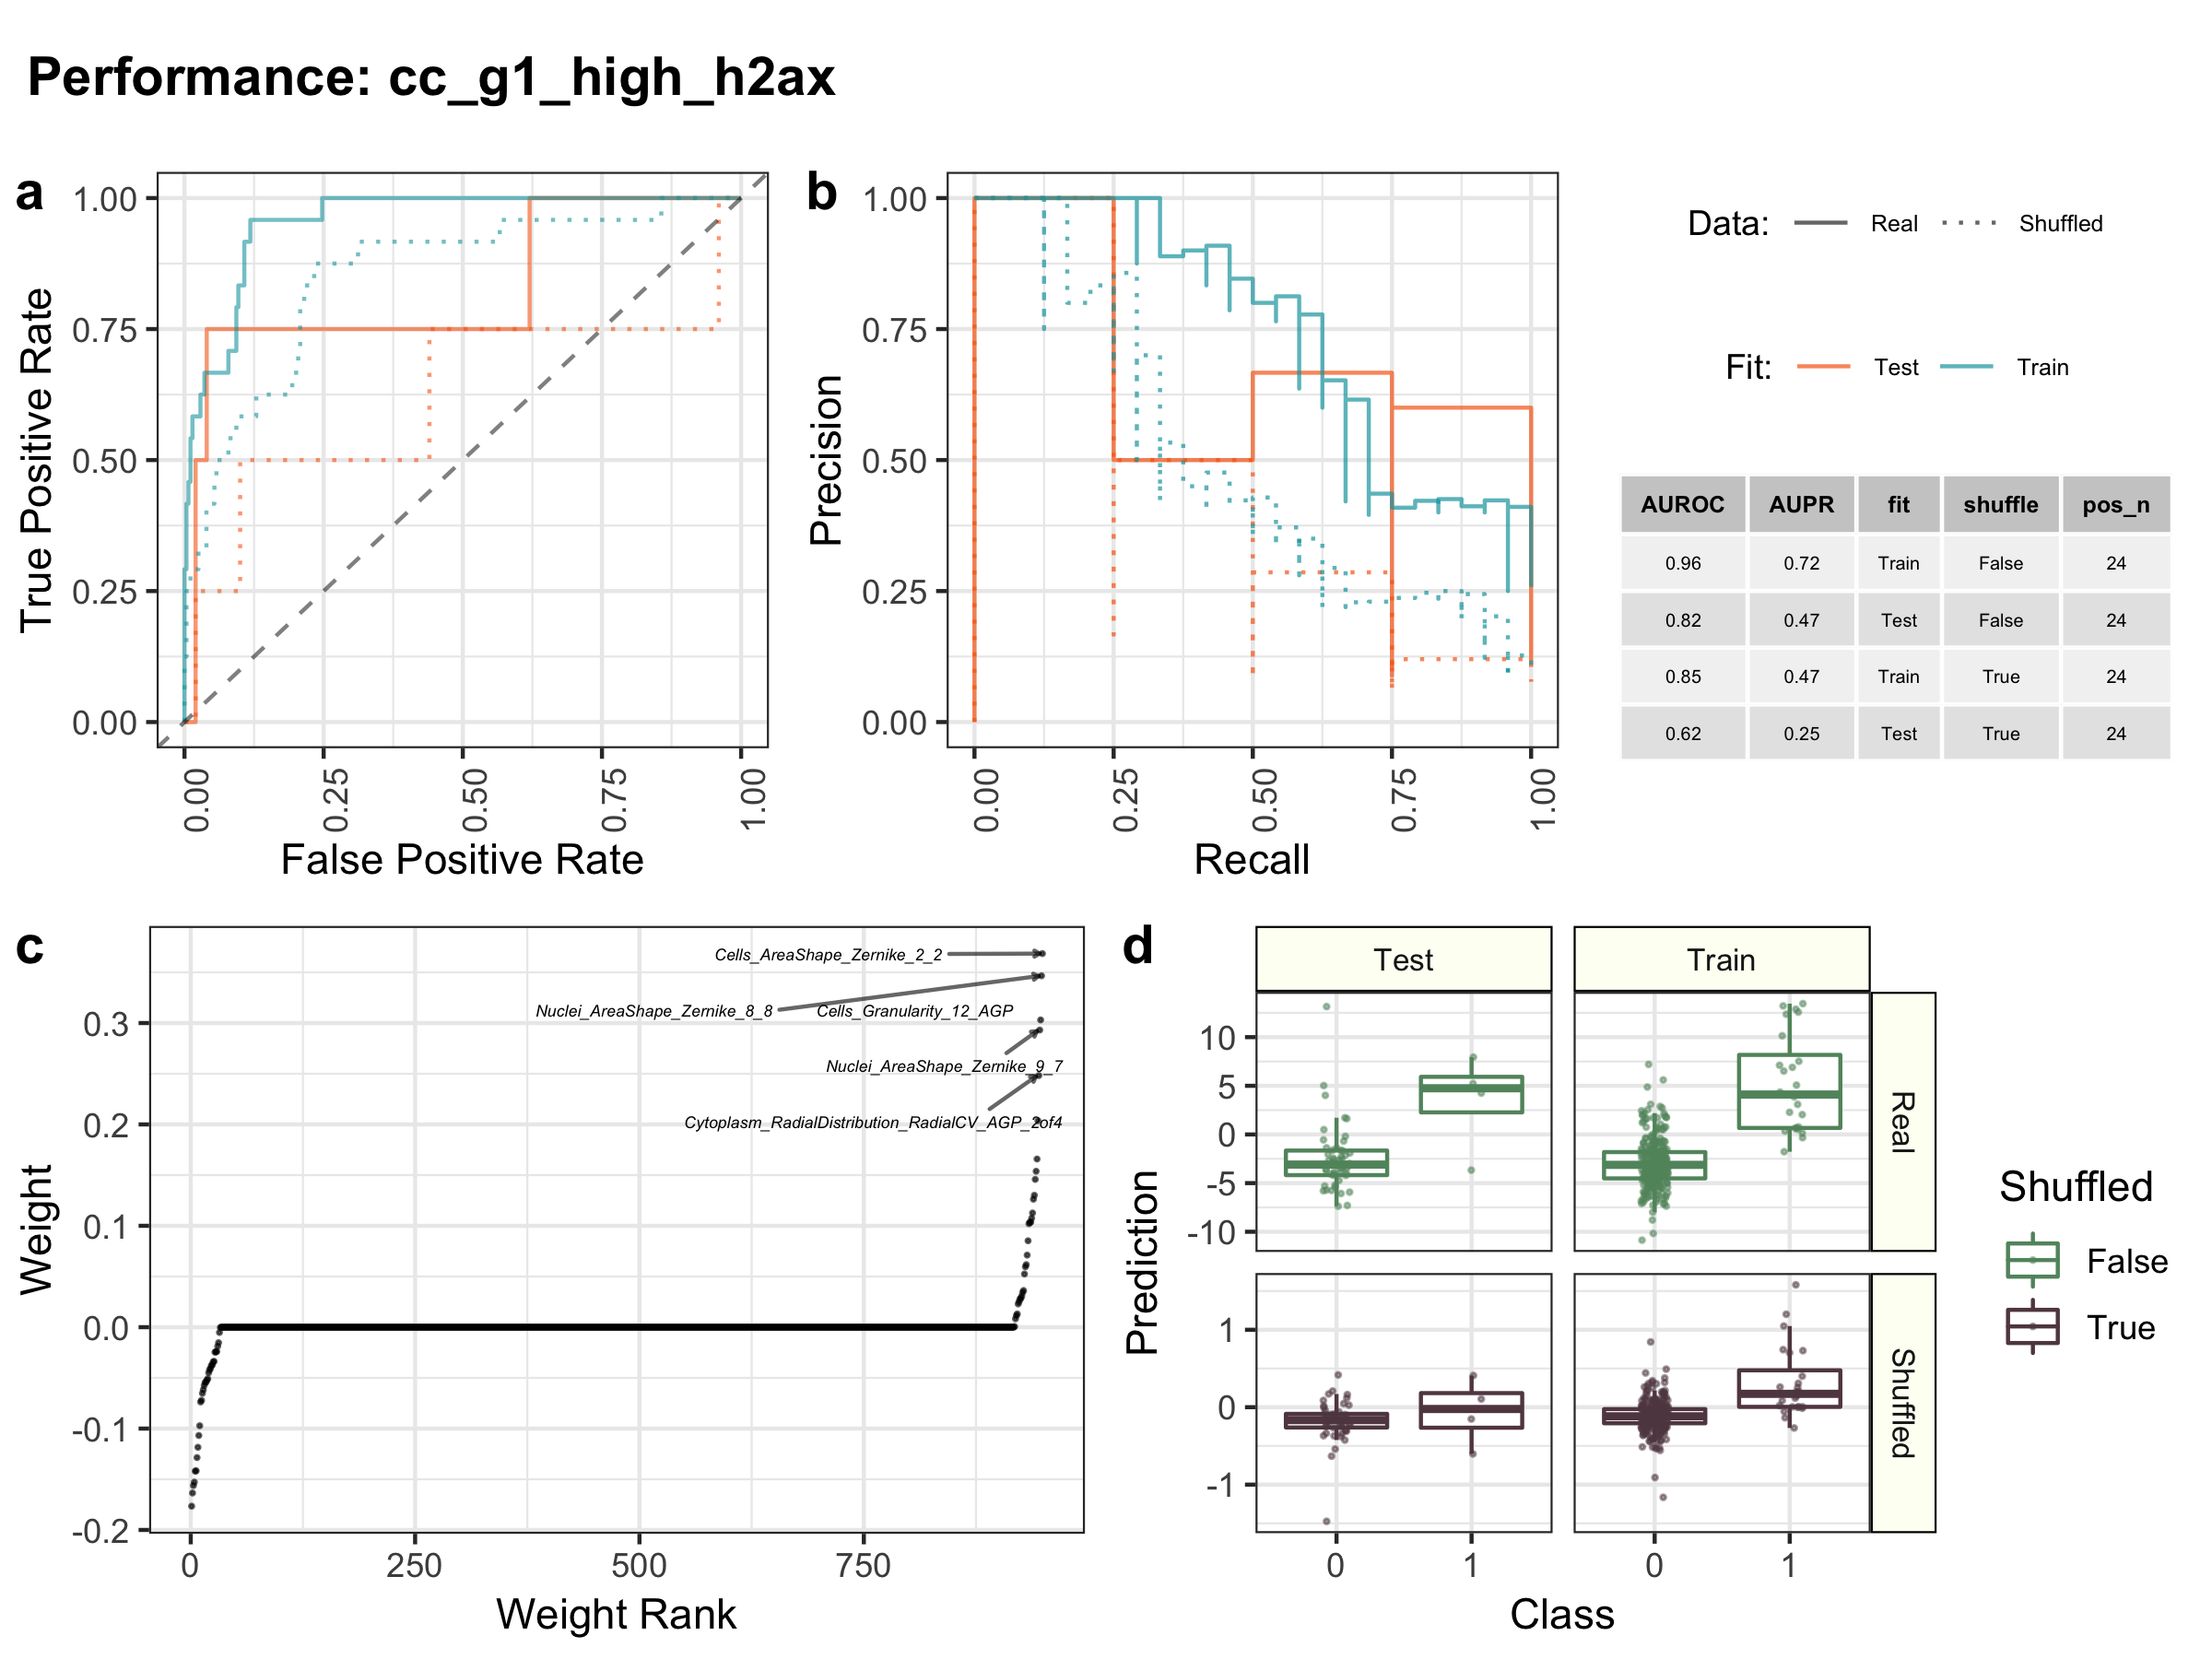 Performance: cc_g1_high_h2ax
a
True Positive Rate
1.00
0.75
0.50
0.25
0.00
0.00 0.25 0.50 0.75 1.00
False Positive Rate
b
Precision
1.00
0.75
0.50
0.25
0.00
0.00 0.25 0.50 0.75 1.00
Recall
Data: Real Shuffled
Fit: Test Train
AUROC AUPR fit shuffle pos_n
0.96 0.72 Train False 24
0.82 0.47 Test False 24
0.85 0.47 Train True 24
0.62 0.25 Test True 24
c
Weight
0.3
0.2
0.1
0.0
-0.1
-0.2
Cells_AreaShape_Zernike_2_2
Nuclei_AreaShape_Zernike_8_8
Cells_Granularity_12_AGP
Nuclei_AreaShape_Zernike_9_7
Cytoplasm_RadialDistribution_RadialCV_AGP_2of4
0 250 500 750
Weight Rank
d
Test Train
Prediction
10
5
0
-5
-10
Real
1
0
-1
Shuffled
0 1 0 1
Class
Shuffled
False
True